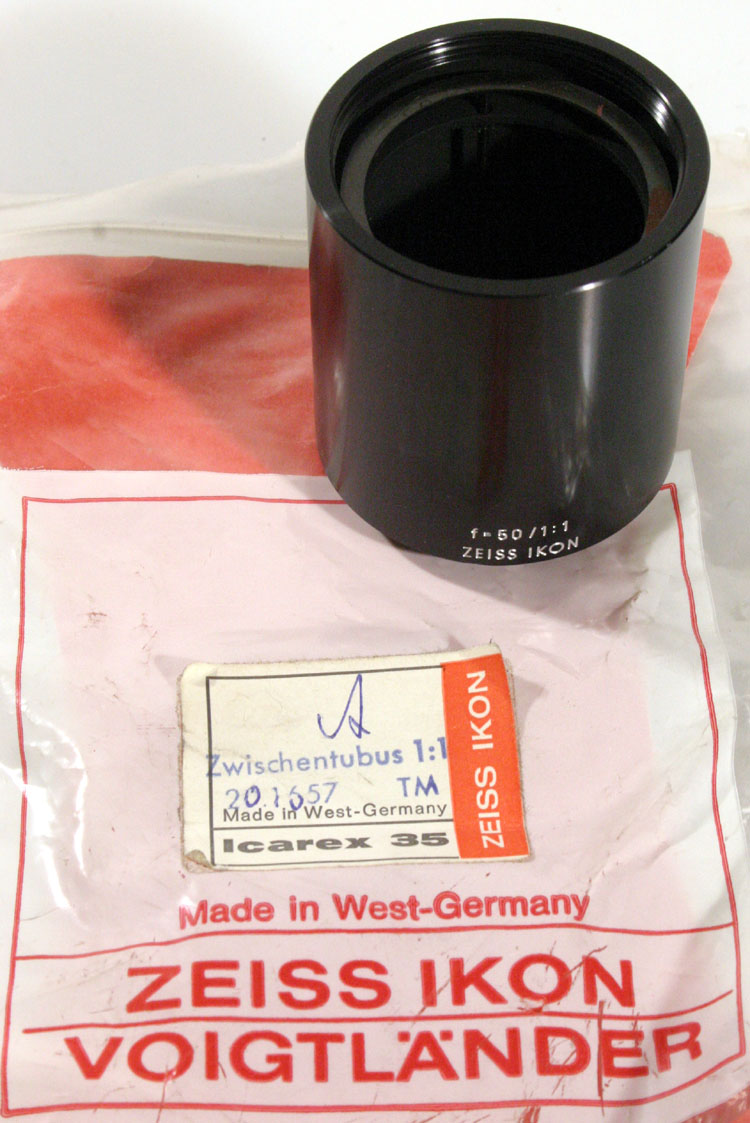 f=50/1:1
ZEISS IKON
A
Zwischentubus 1:1
20.1657 TM
Made in West-Germany
Icarex 35
ZEISS IKON
Made in West-Germany
ZEISS IKON
VOIGTLÄNDER